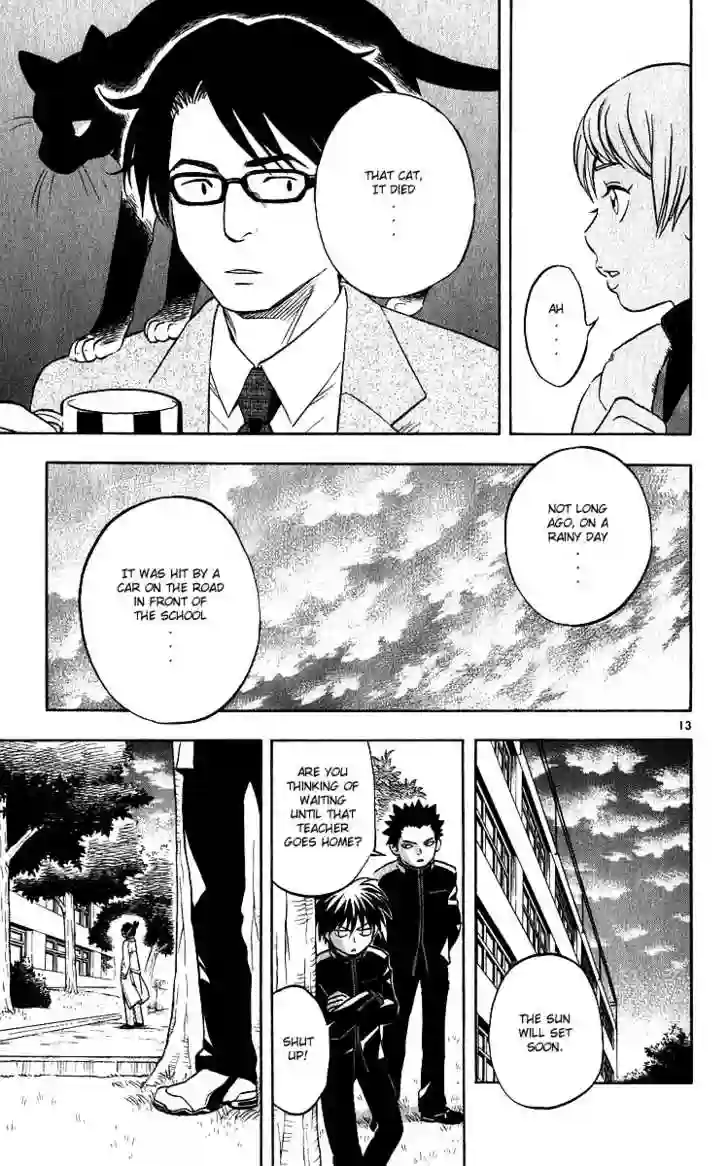 AH
.
.
.
THAT CAT,
IT DIED
.
.
.
NOT LONG
AGO, ON A
RAINY DAY
.
.
.
IT WAS HIT BY A
CAR ON THE ROAD
IN FRONT OF
THE SCHOOL
.
.
.
13
THE SUN
WILL SET
SOON.
ARE YOU
THINKING OF
WAITING
UNTIL THAT
TEACHER
GOES HOME?
SHUT
UP!